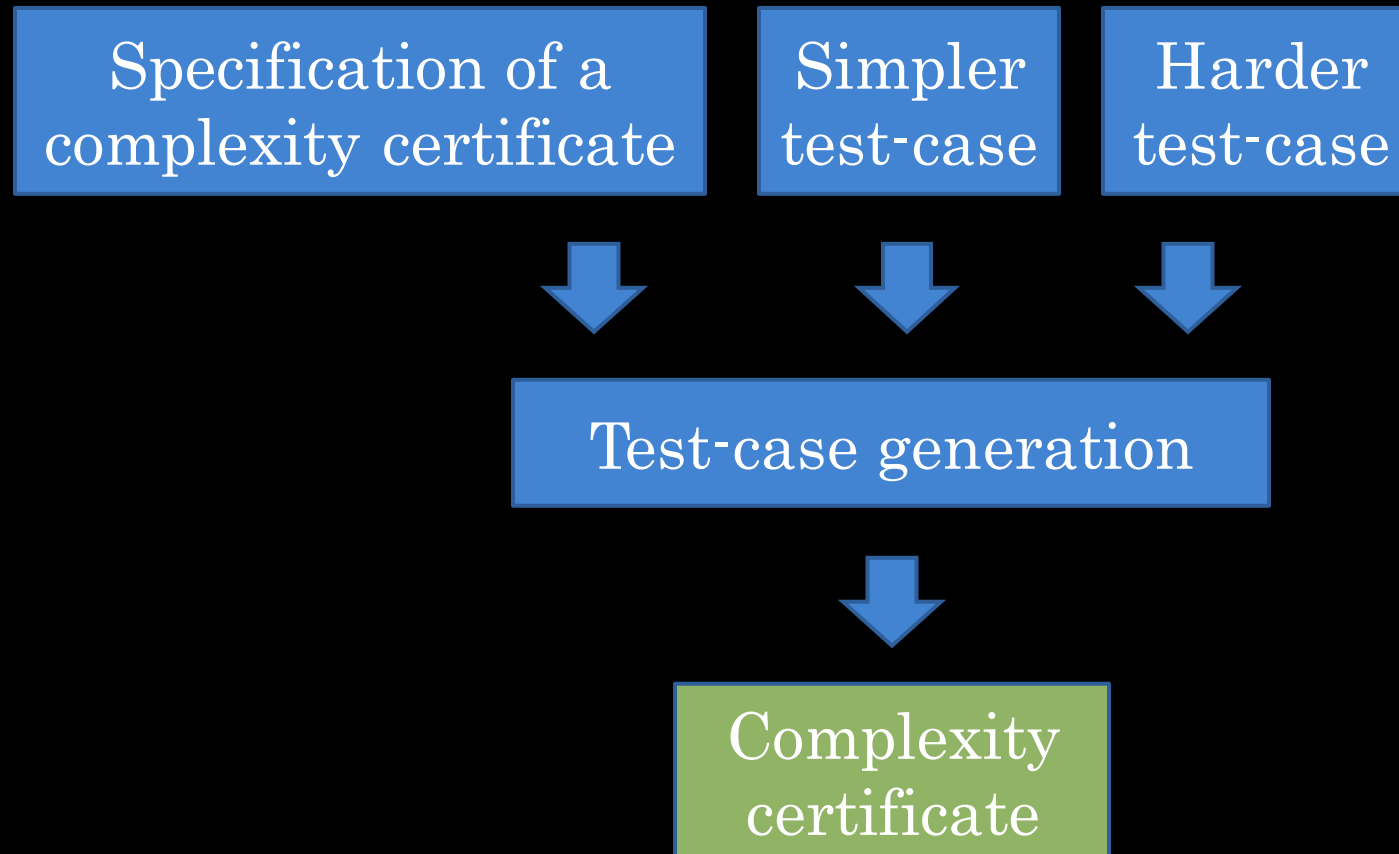 Specification of a
complexity certificate
Simpler
test-case
Harder
test-case
Test-case generation
Complexity
certificate